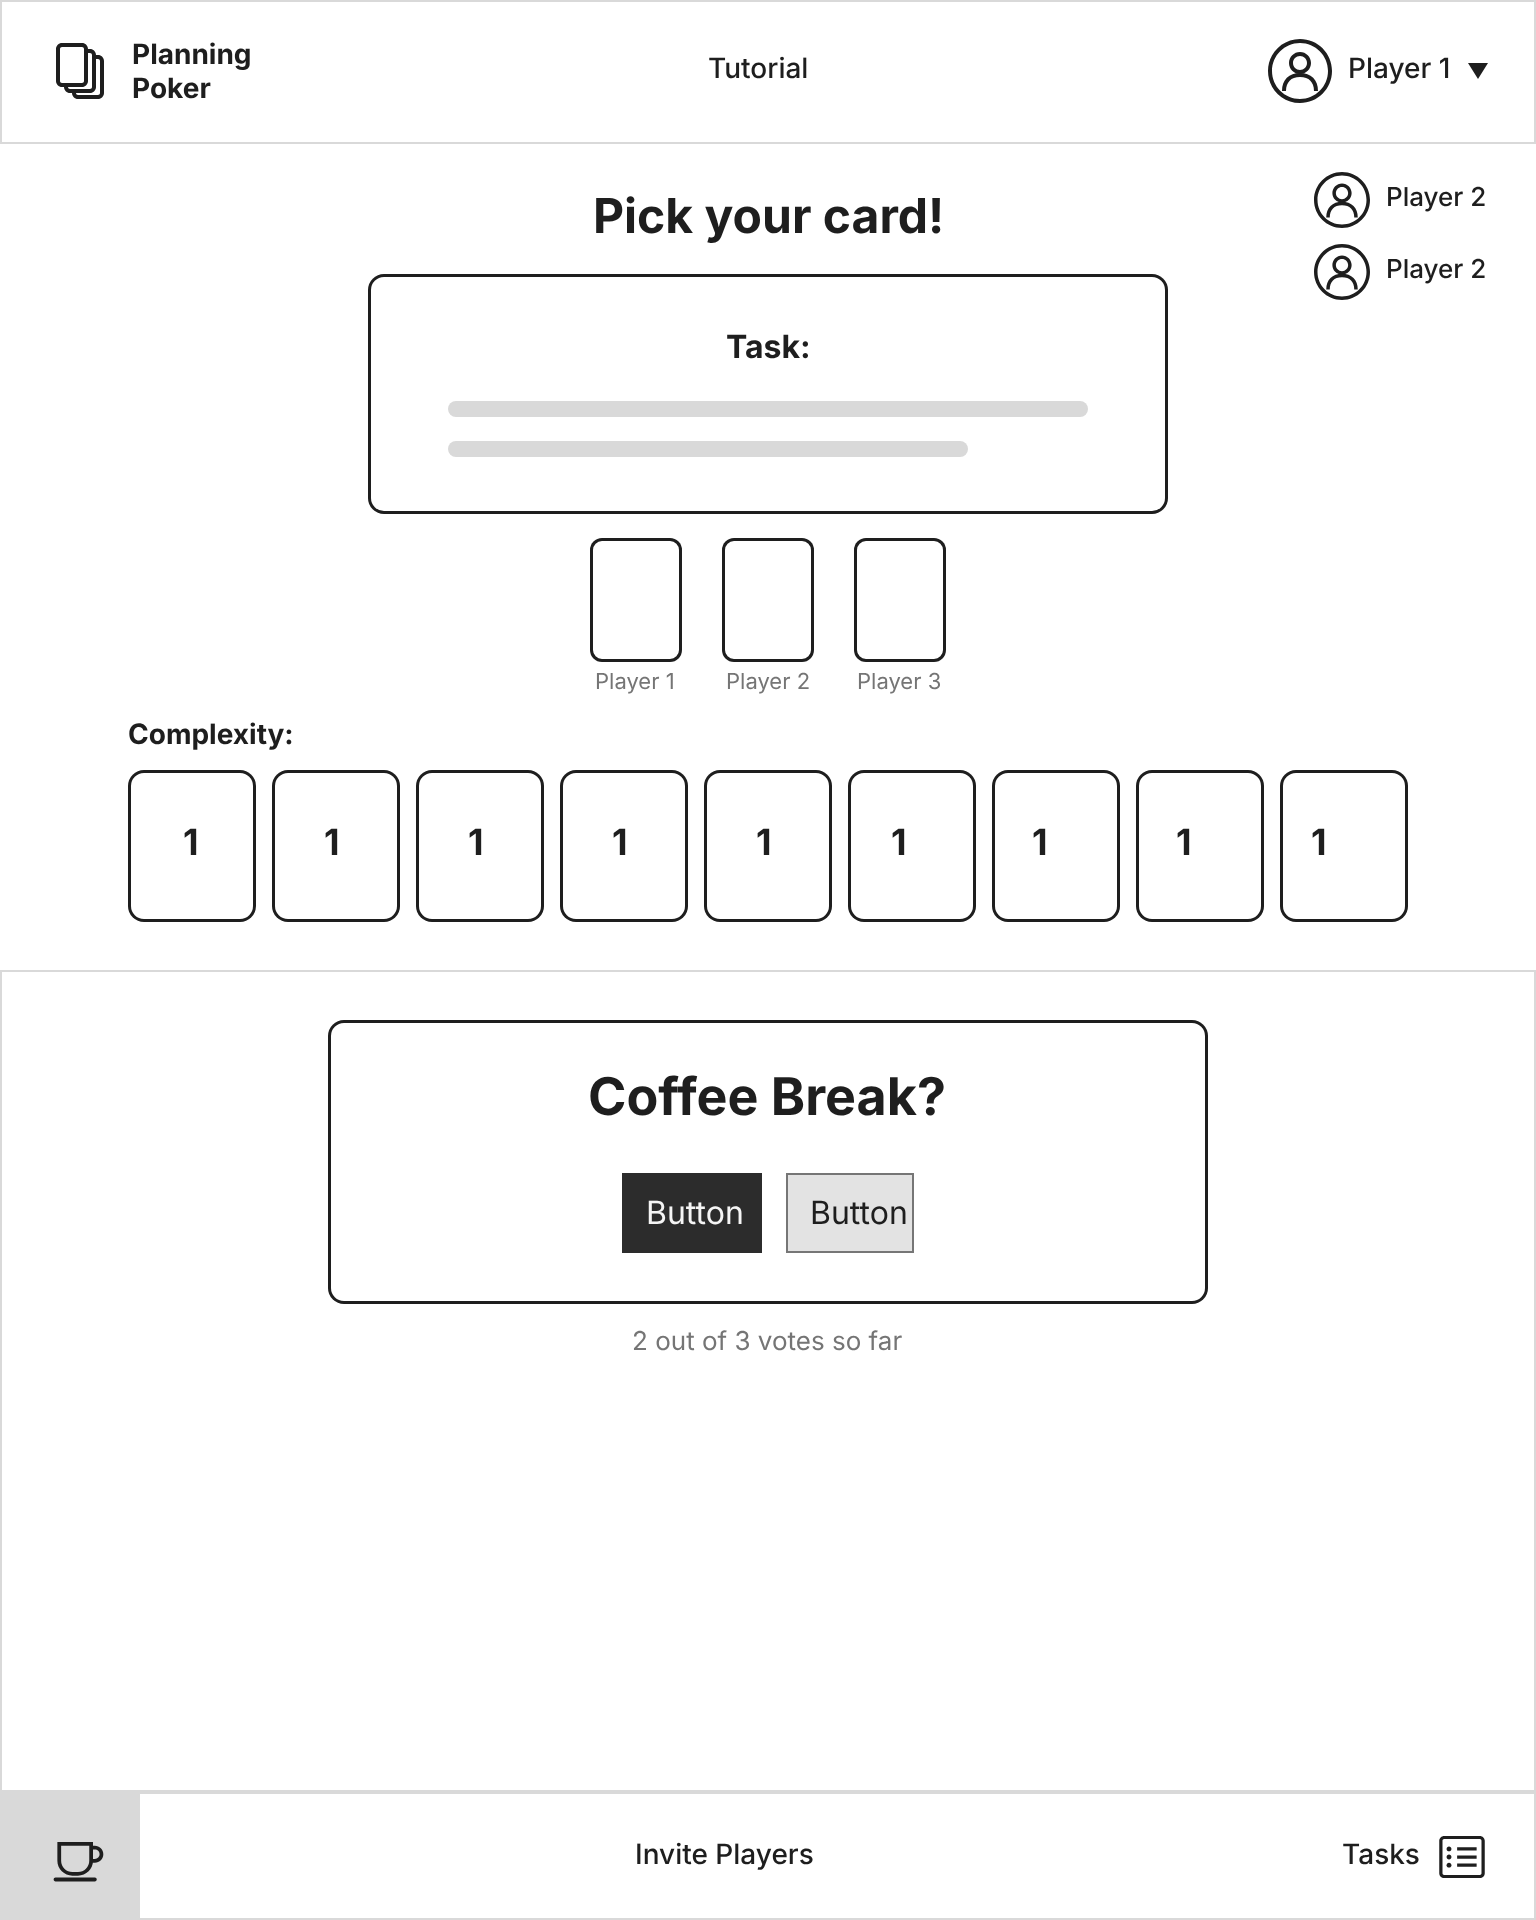 Planning
Poker
Tutorial
Player 1
Player 2
Player 2
Pick your card!
Task:
Player 1
Player 2
Player 3
Complexity:
1
1
1
1
1
1
1
1
1
Coffee Break?
Button
Button
2 out of 3 votes so far
Invite Players
Tasks